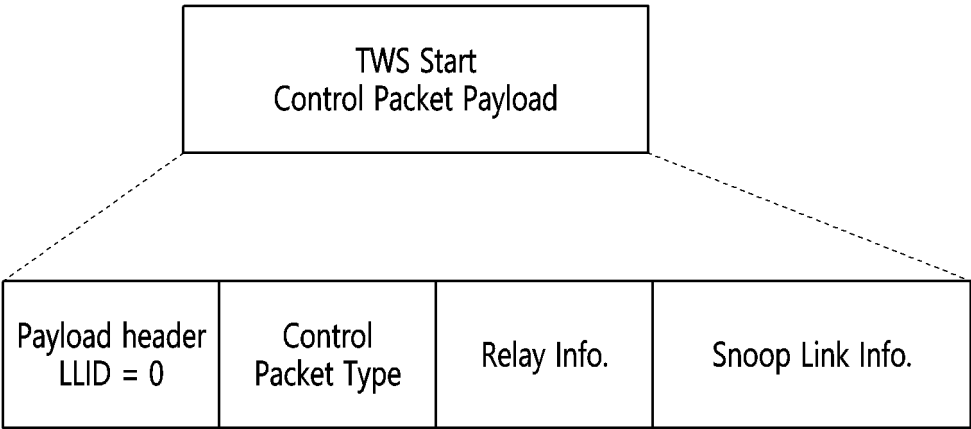 TWS Start
Control Packet Payload
Payload header
LLID = 0
Control
Packet Type
Relay Info.
Snoop Link Info.